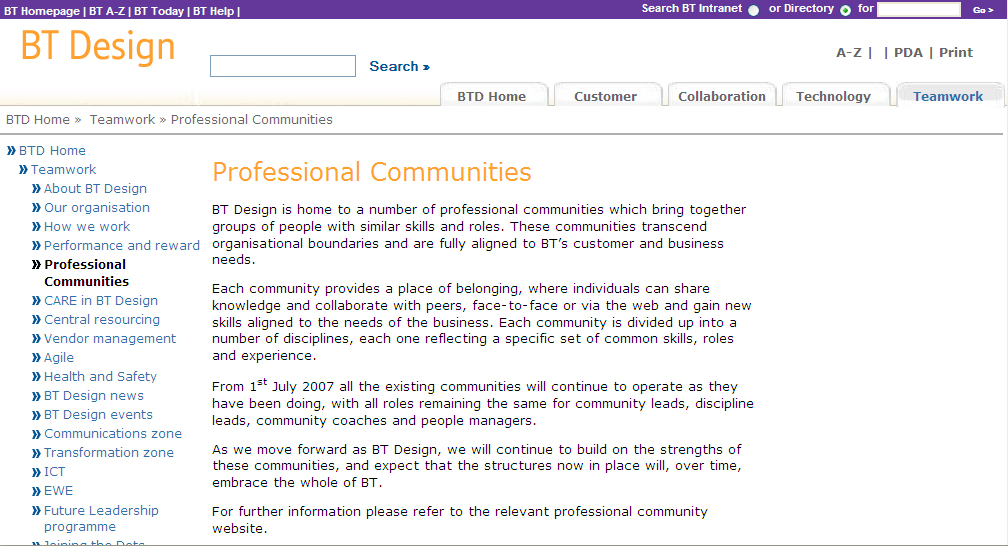 BT Homepage | BT A-Z | BT Today | BT Help |
Search BT Intranet or Directory for Go >
BT Design
Search »
A-Z | | PDA | Print
BTD Home Customer Collaboration Technology Teamwork
BTD Home » Teamwork » Professional Communities
» BTD Home
» Teamwork
» About BT Design
» Our organisation
» How we work
» Performance and reward
» Professional
Communities
» CARE in BT Design
» Central resourcing
» Vendor management
» Agile
» Health and Safety
» BT Design news
» BT Design events
» Communications zone
» Transformation zone
» ICT
» EWE
» Future Leadership
programme
» Joining the Dots
Professional Communities
BT Design is home to a number of professional communities which bring together
groups of people with similar skills and roles. These communities transcend
organisational boundaries and are fully aligned to BT's customer and business
needs.
Each community provides a place of belonging, where individuals can share
knowledge and collaborate with peers, face-to-face or via the web and gain new
skills aligned to the needs of the business. Each community is divided up into a
number of disciplines, each one reflecting a specific set of common skills, roles
and experience.
From 1st July 2007 all the existing communities will continue to operate as they
have been doing, with all roles remaining the same for community leads, discipline
leads, community coaches and people managers.
As we move forward as BT Design, we will continue to build on the strengths of
these communities, and expect that the structures now in place will, over time,
embrace the whole of BT.
For further information please refer to the relevant professional community
website.